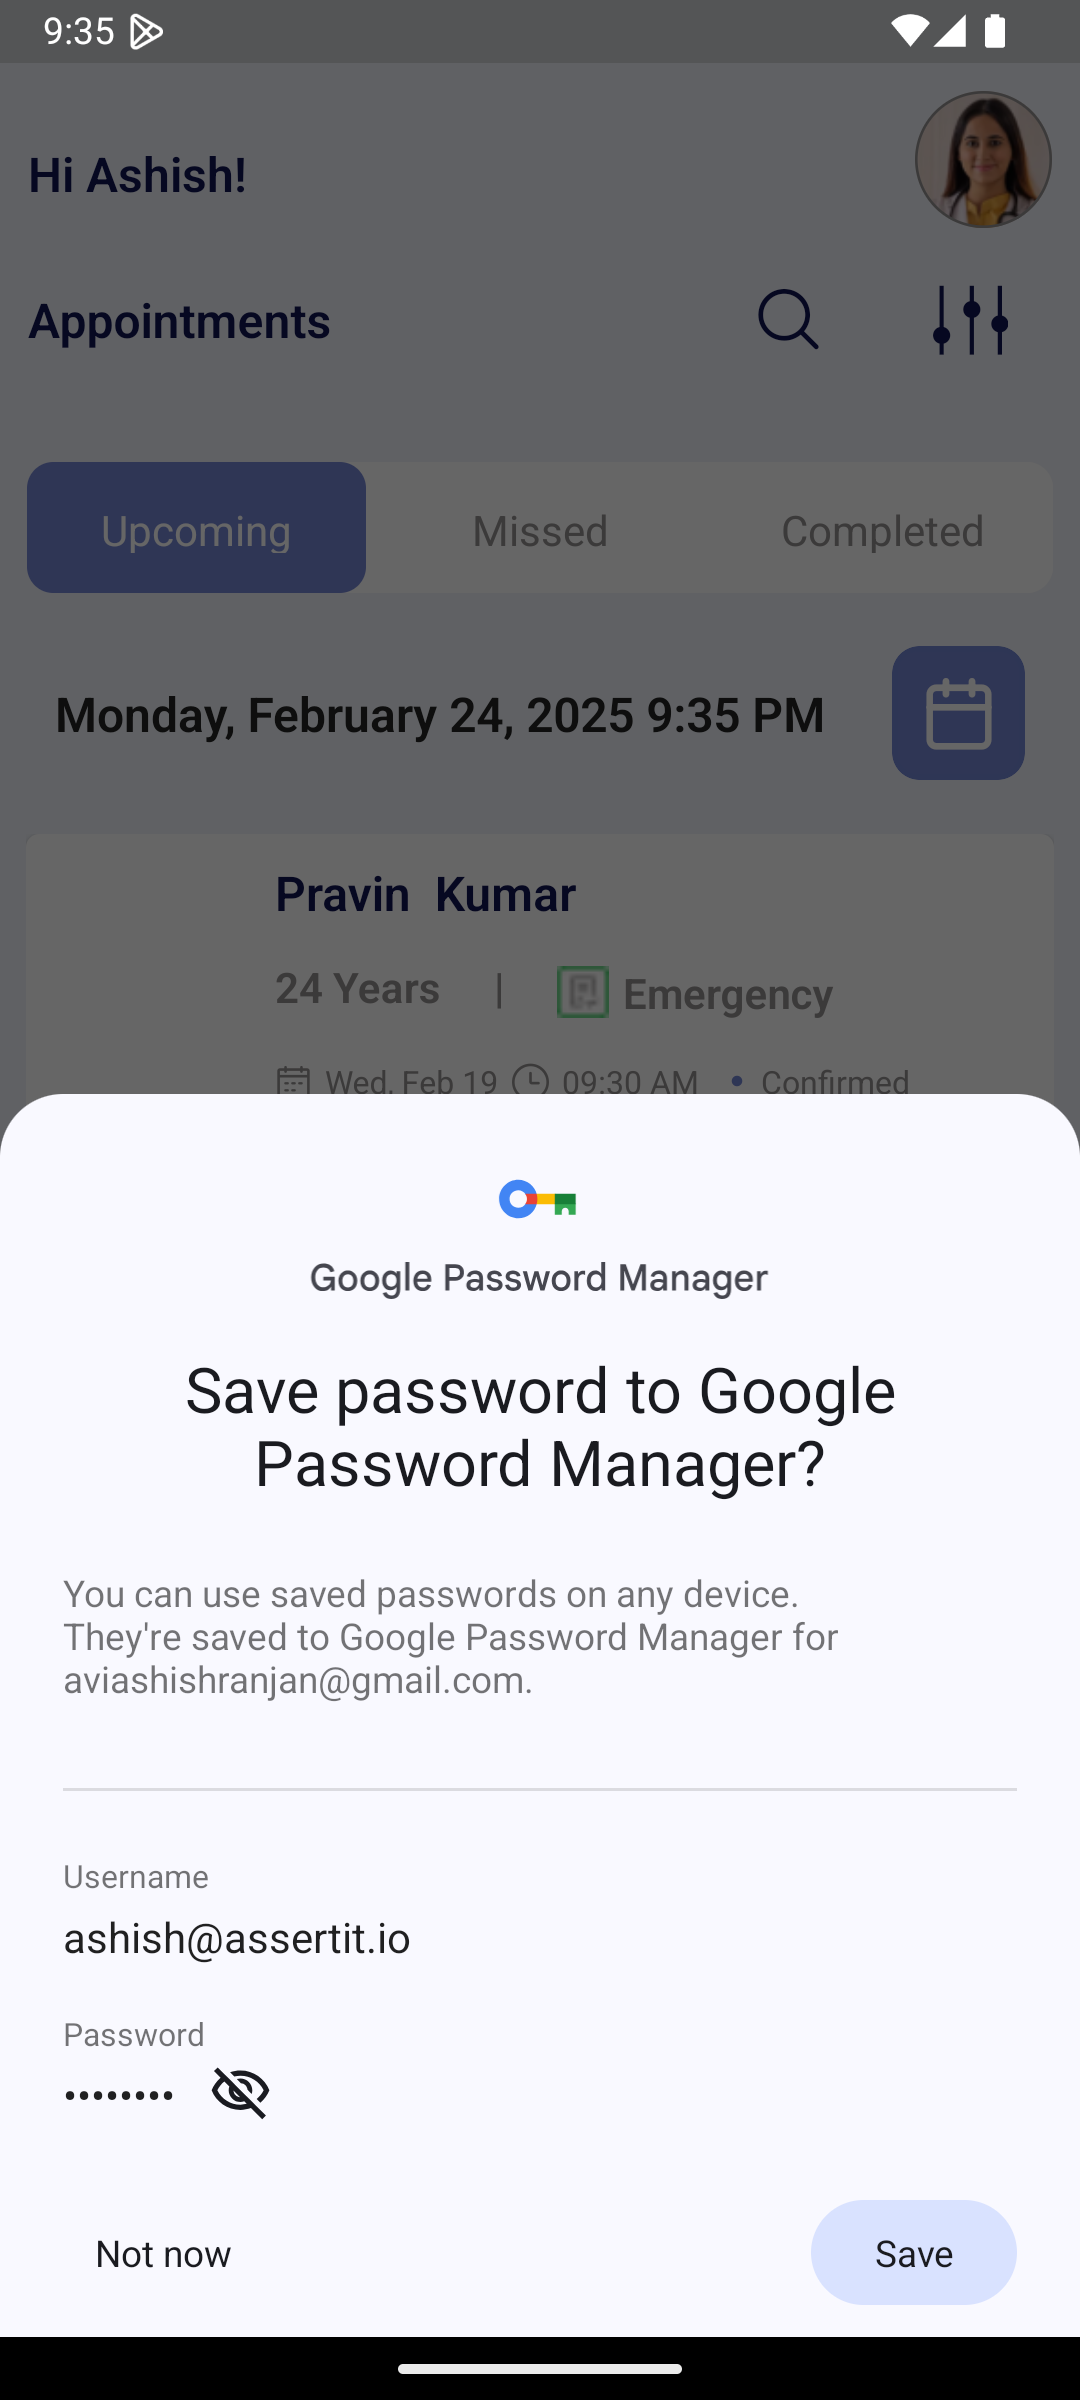 9:35
Hi Ashish!
Appointments
Upcoming Missed Completed
Monday, February 24, 2025 9:35 PM
Pravin Kumar
24 Years | Emergency
Wed, Feb 19 09:30 AM • Confirmed
Google Password Manager
Save password to Google
Password Manager?
You can use saved passwords on any device.
They're saved to Google Password Manager for
aviashishranjan@gmail.com.
Username
ashish@assertit.io
Password
••••••••
Not now Save